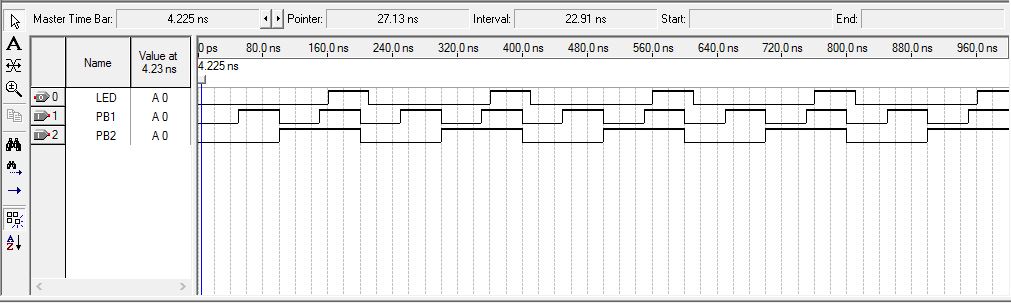 Master Time Bar: 4.225 ns Pointer: 27.13 ns Interval: 22.91 ns Start: End:
Name Value at 4.23 ns
0 ps 80.0 ns 160.0 ns 240.0 ns 320.0 ns 400.0 ns 480.0 ns 560.0 ns 640.0 ns 720.0 ns 800.0 ns 880.0 ns 960.0 ns
4.225 ns
0 LED A 0
1 PB1 A 0
2 PB2 A 0